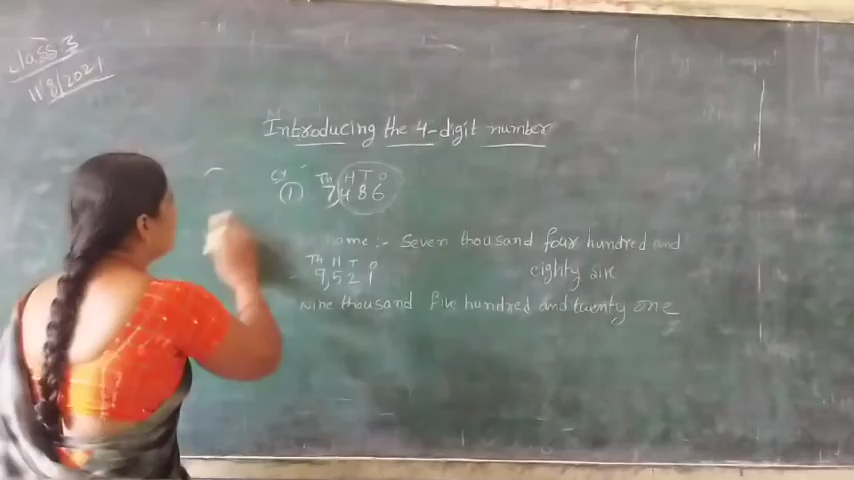 class 3
11/8/2021
Introducing the 4-digit number
Ex
Th H T O
① 7,486
name :- Seven thousand four hundred and
eighty six
Th H T O
9,521
Nine thousand five hundred and twenty one